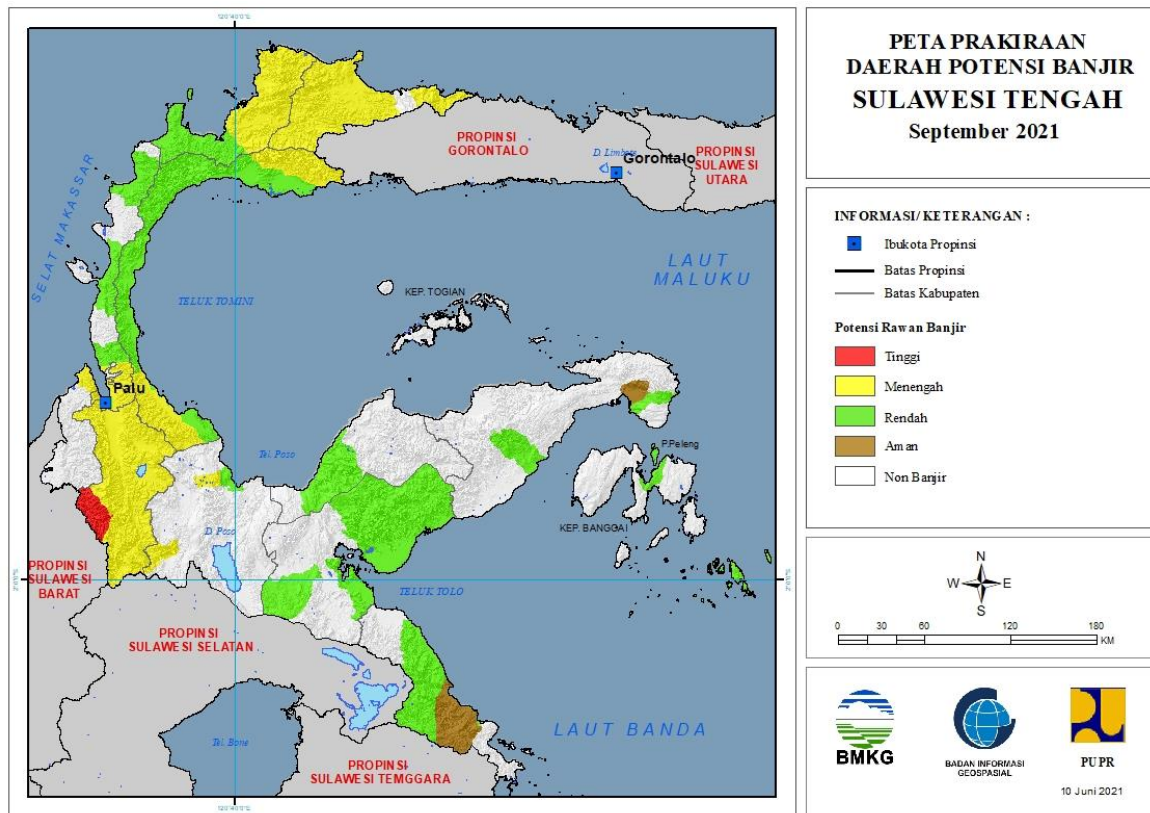 120°40'0"E
PROPINSI
GORONTALO
D. Limboto
Gorontalo
PROPINSI
SULAWESI
UTARA
SELAT MAKASSAR
LAUT
MALUKU
TELUK TOMINI
KEP. TOGIAN
Palu
Tel. Poso
P.Peleng
KEP. BANGGAI
D. Poso
PROPINSI
SULAWESI
BARAT
TELUK TOLO
PROPINSI
SULAWESI SELATAN
LAUT BANDA
Tel. Bone
PROPINSI
SULAWESI TEMGGARA
PETA PRAKIRAAN
DAERAH POTENSI BANJIR
SULAWESI TENGAH
September 2021
INFORMASI/ KETERANGAN :
Ibukota Propinsi
Batas Propinsi
Batas Kabupaten
Potensi Rawan Banjir
Tinggi
Menengah
Rendah
Aman
Non Banjir
N
W E
S
0 30 60 120 180
KM
BMKG
BADAN INFORMASI
GEOSPASIAL
PUPR
10 Juni 2021